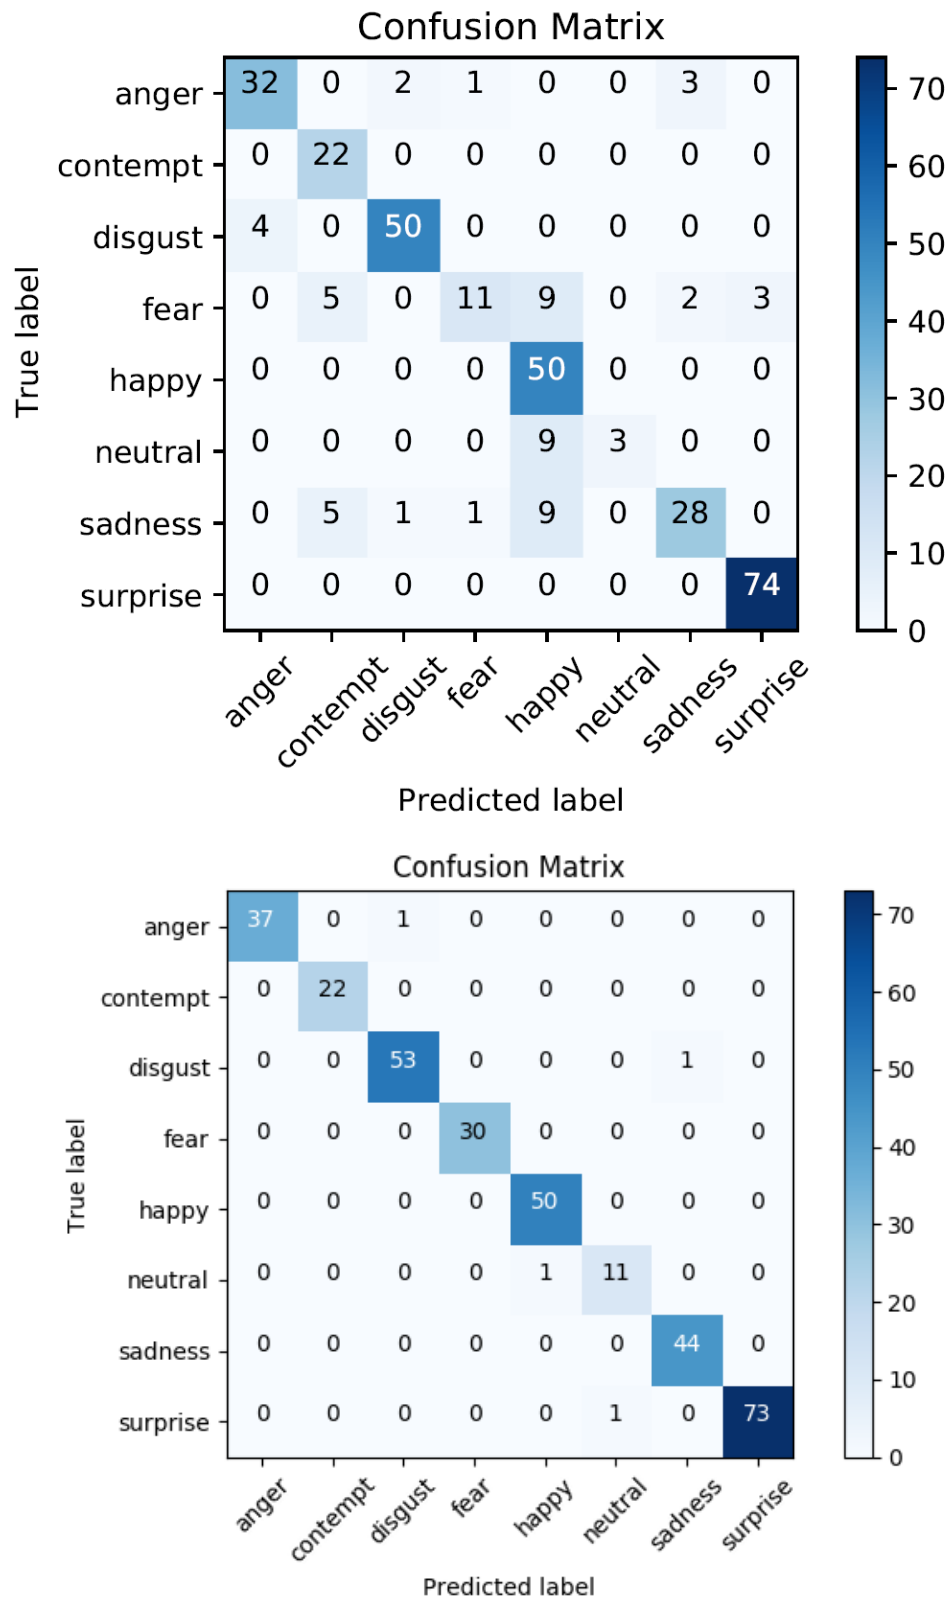 Confusion Matrix
anger 32 0 2 1 0 0 3 0
contempt 0 22 0 0 0 0 0 0
disgust 4 0 50 0 0 0 0 0
fear 0 5 0 11 9 0 2 3
happy 0 0 0 0 50 0 0 0
neutral 0 0 0 0 9 3 0 0
sadness 0 5 1 1 9 0 28 0
surprise 0 0 0 0 0 0 0 74
True label
anger contempt disgust fear happy neutral sadness surprise
Predicted label
70
60
50
40
30
20
10
0
Confusion Matrix
anger 37 0 1 0 0 0 0 0
contempt 0 22 0 0 0 0 0 0
disgust 0 0 53 0 0 0 1 0
fear 0 0 0 30 0 0 0 0
happy 0 0 0 0 50 0 0 0
neutral 0 0 0 0 1 11 0 0
sadness 0 0 0 0 0 0 44 0
surprise 0 0 0 0 0 1 0 73
True label
anger contempt disgust fear happy neutral sadness surprise
Predicted label
70
60
50
40
30
20
10
0